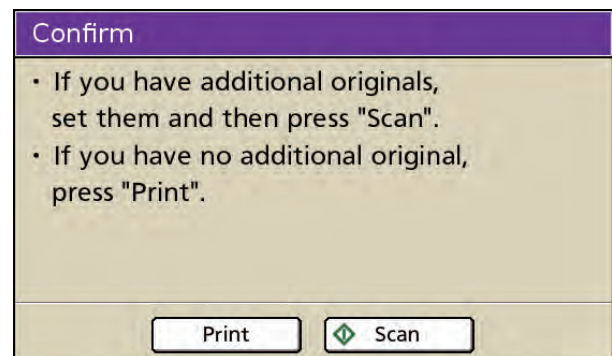 Confirm
· If you have additional originals,
set them and then press "Scan".
· If you have no additional original,
press "Print".
Print
Scan